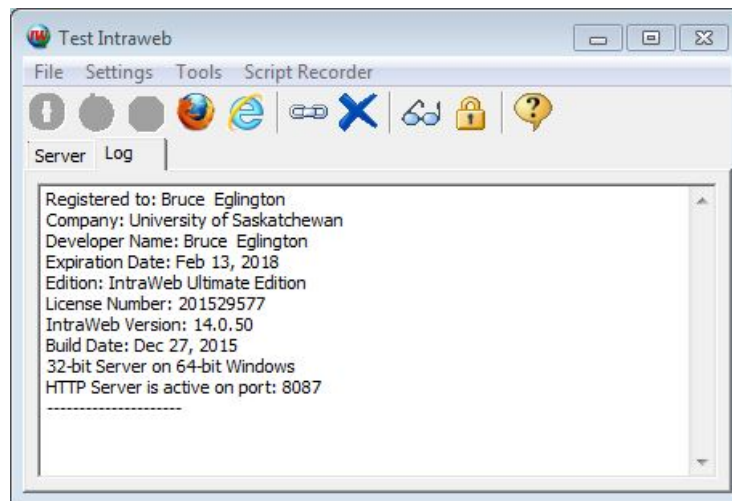 Test Intraweb
File Settings Tools Script Recorder
Server Log
Registered to: Bruce Eglington
Company: University of Saskatchewan
Developer Name: Bruce Eglington
Expiration Date: Feb 13, 2018
Edition: IntraWeb Ultimate Edition
License Number: 201529577
IntraWeb Version: 14.0.50
Build Date: Dec 27, 2015
32-bit Server on 64-bit Windows
HTTP Server is active on port: 8087
---------------------